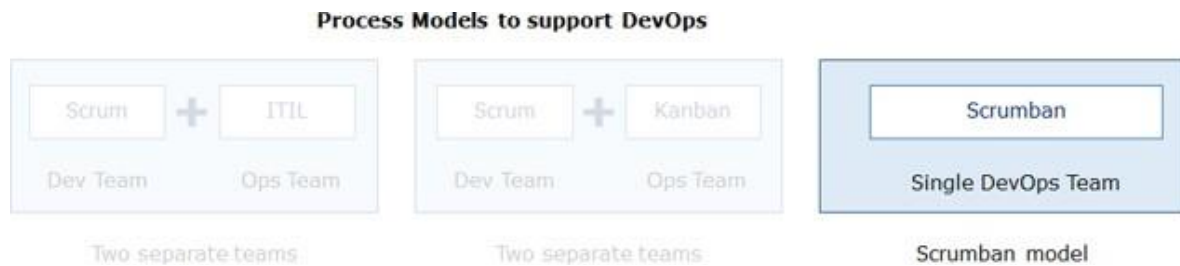 Process Models to support DevOps
Scrum + ITIL
Dev Team Ops Team
Two separate teams
Scrum + Kanban
Dev Team Ops Team
Two separate teams
Scrumban
Single DevOps Team
Scrumban model